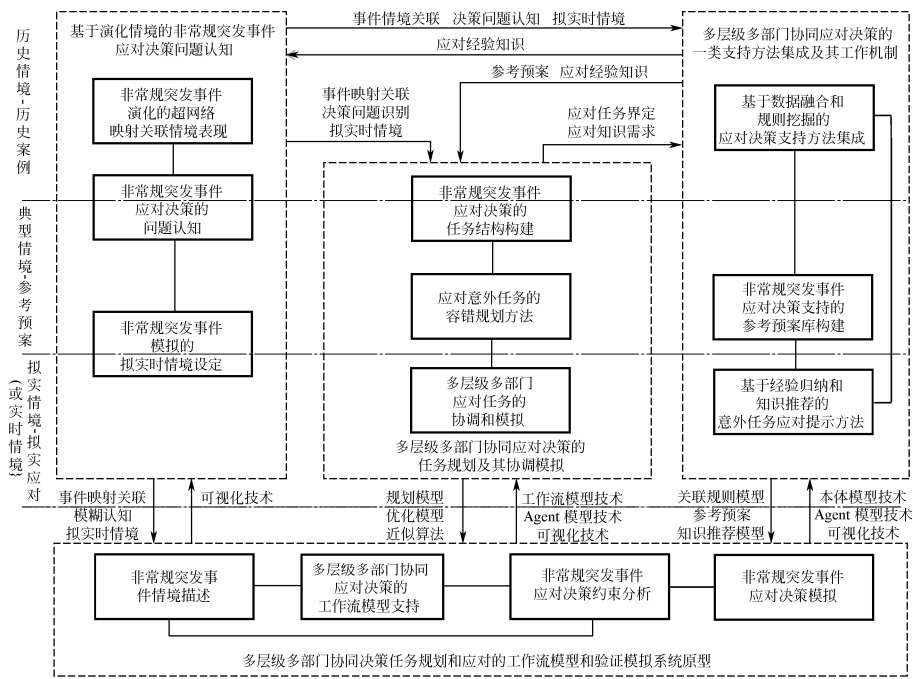 历史情境-历史案例
典型情境-参考预案
拟实情境-拟实应对
(或实时情境)
基于演化情境的非常规突发事件
应对决策问题认知
非常规突发事件
演化的超网络
映射关联情境表现
非常规突发事件
应对决策的
问题认知
非常规突发事件
模拟的
拟实时情境设定
事件情境关联 决策问题认知 拟实时情境
应对经验知识
参考预案 应对经验知识
事件映射关联
决策问题识别
拟实时情境
应对任务界定
应对知识需求
非常规突发事件
应对决策的
任务结构构建
应对意外任务的
容错规划方法
多层级多部门
应对任务的
协调和模拟
多层级多部门协同应对决策的
任务规划及其协调模拟
多层级多部门协同应对决策的
一类支持方法集成及其工作机制
基于数据融合和
规则挖掘的
应对决策支持方法集成
非常规突发事件
应对决策支持的
参考预案库构建
基于经验归纳和
知识推荐的
意外任务应对提示方法
事件映射关联
模糊认知
拟实时情境
可视化技术
规划模型
优化模型
近似算法
工作流模型技术
Agent 模型技术
可视化技术
关联规则模型
参考预案
知识推荐模型
本体模型技术
Agent 模型技术
可视化技术
非常规突发事
件情境描述
多层级多部门协同
应对决策的
工作流模型支持
非常规突发事件
应对决策约束分析
非常规突发事件
应对决策模拟
多层级多部门协同决策任务规划和应对的工作流模型和验证模拟系统原型